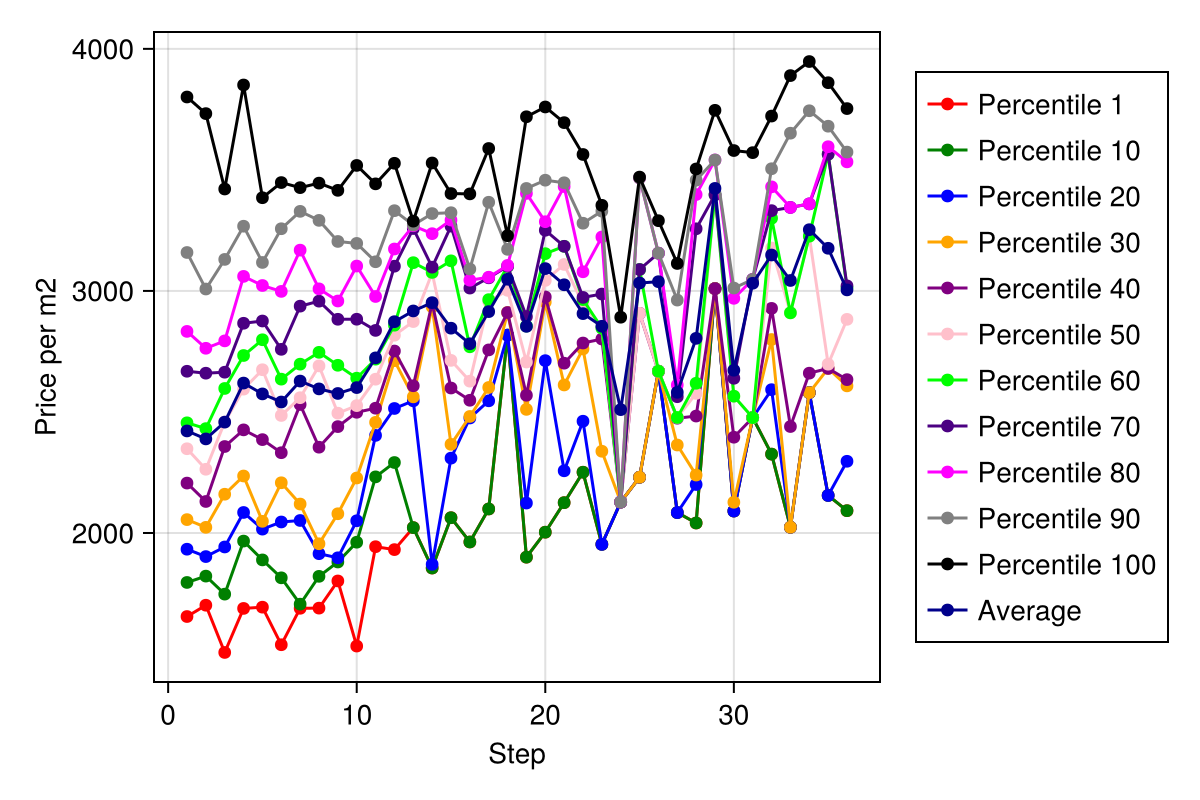 4000
3000
2000
Price per m2
0 10 20 30
Step
Percentile 1
Percentile 10
Percentile 20
Percentile 30
Percentile 40
Percentile 50
Percentile 60
Percentile 70
Percentile 80
Percentile 90
Percentile 100
Average